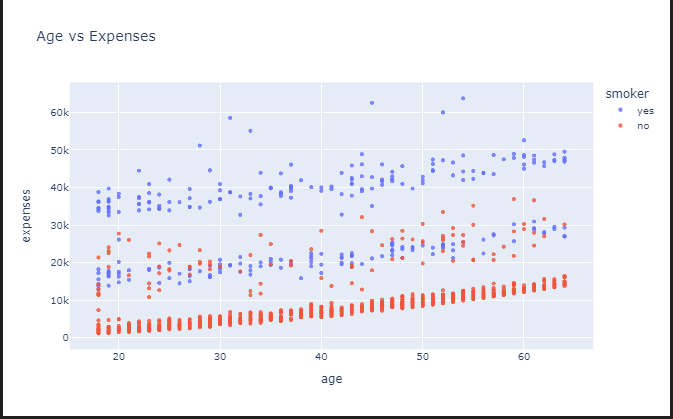 Age vs Expenses
smoker
yes
no
60k
50k
40k
30k
20k
10k
0
expenses
20
30
40
50
60
age